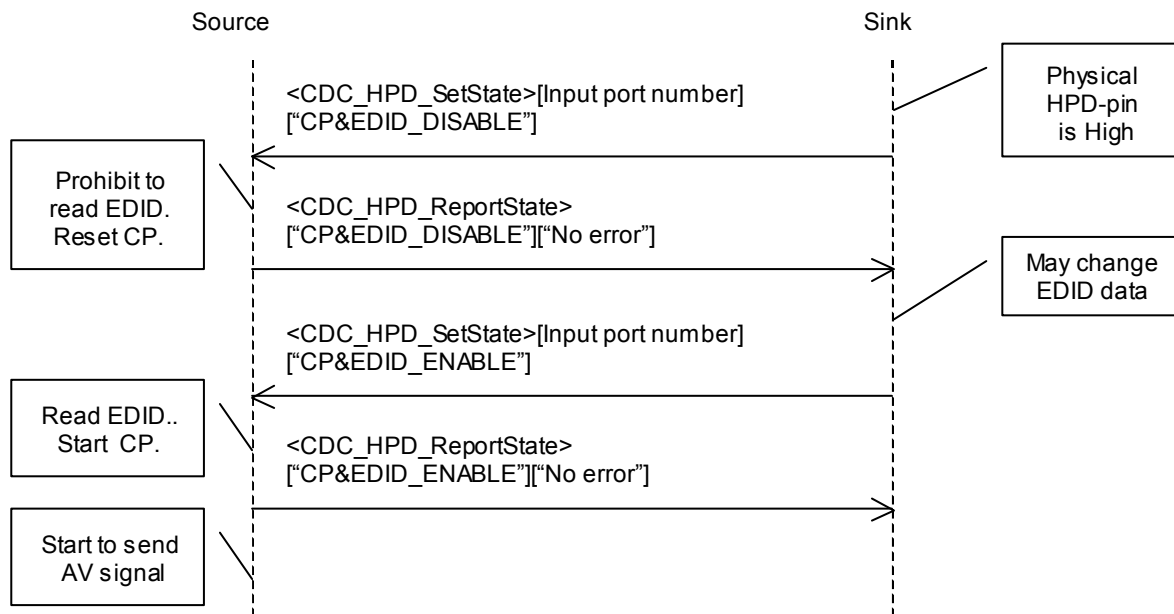 Source
Sink
Physical
HPD-pin
is High
<CDC_HPD_SetState>[Input port number]
[“CP&EDID_DISABLE”]
Prohibit to
read EDID.
Reset CP.
<CDC_HPD_ReportState>
[“CP&EDID_DISABLE”][“No error”]
May change
EDID data
<CDC_HPD_SetState>[Input port number]
[“CP&EDID_ENABLE”]
Read EDID..
Start CP.
<CDC_HPD_ReportState>
[“CP&EDID_ENABLE”][“No error”]
Start to send
AV signal